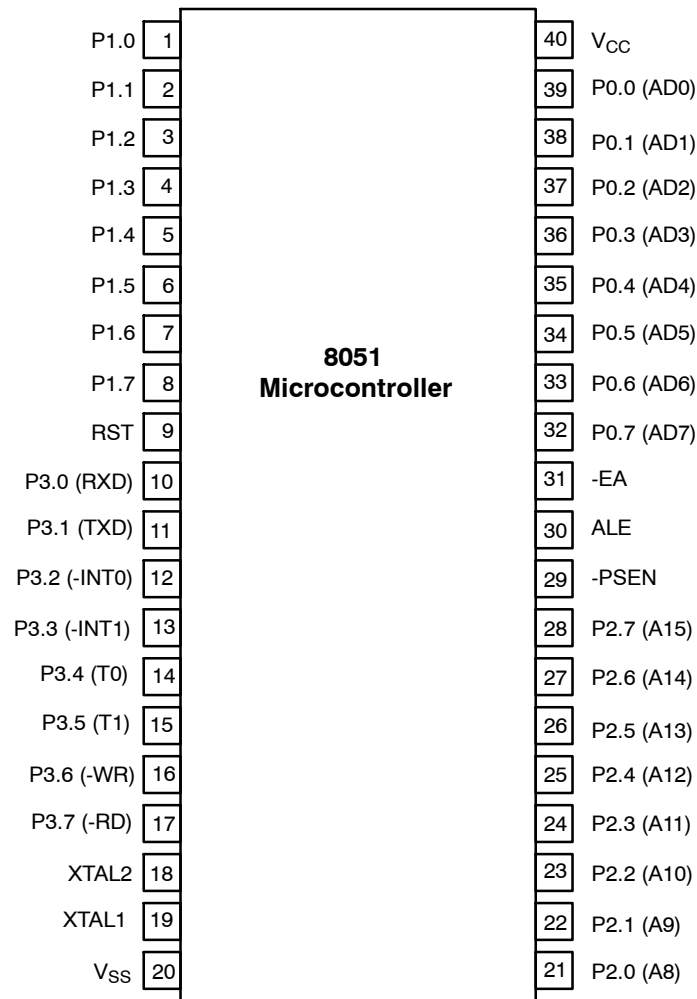 P1.0 1
P1.1 2
P1.2 3
P1.3 4
P1.4 5
P1.5 6
P1.6 7
P1.7 8
RST 9
P3.0 (RXD) 10
P3.1 (TXD) 11
P3.2 (-INT0) 12
P3.3 (-INT1) 13
P3.4 (T0) 14
P3.5 (T1) 15
P3.6 (-WR) 16
P3.7 (-RD) 17
XTAL2 18
XTAL1 19
VSS 20
8051
Microcontroller
40 VCC
39 P0.0 (AD0)
38 P0.1 (AD1)
37 P0.2 (AD2)
36 P0.3 (AD3)
35 P0.4 (AD4)
34 P0.5 (AD5)
33 P0.6 (AD6)
32 P0.7 (AD7)
31 -EA
30 ALE
29 -PSEN
28 P2.7 (A15)
27 P2.6 (A14)
26 P2.5 (A13)
25 P2.4 (A12)
24 P2.3 (A11)
23 P2.2 (A10)
22 P2.1 (A9)
21 P2.0 (A8)